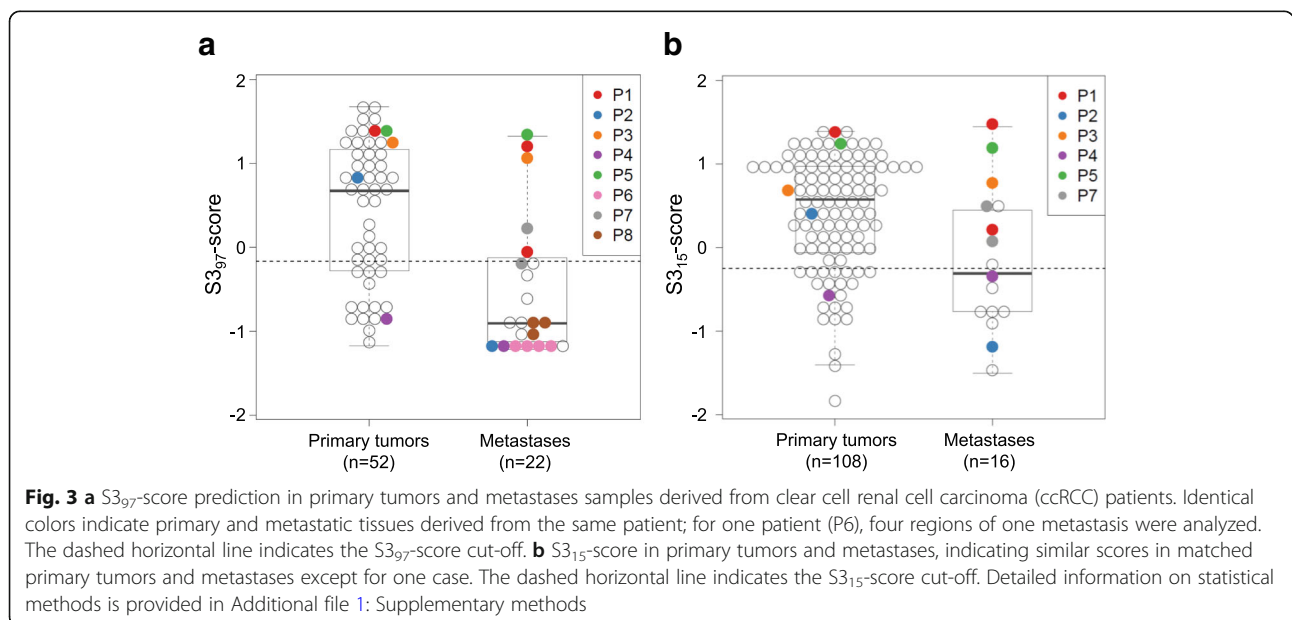 a
b
2
1
0
-1
-2
S3₉₇-score
P1
P2
P3
P4
P5
P6
P7
P8
Primary tumors
(n=52)
Metastases
(n=22)
2
1
0
-1
-2
S3₁₅-score
P1
P2
P3
P4
P5
P7
Primary tumors
(n=108)
Metastases
(n=16)
Fig. 3 a S3₉₇-score prediction in primary tumors and metastases samples derived from clear cell renal cell carcinoma (ccRCC) patients. Identical
colors indicate primary and metastatic tissues derived from the same patient; for one patient (P6), four regions of one metastasis were analyzed.
The dashed horizontal line indicates the S3₉₇-score cut-off. b S3₁₅-score in primary tumors and metastases, indicating similar scores in matched
primary tumors and metastases except for one case. The dashed horizontal line indicates the S3₁₅-score cut-off. Detailed information on statistical
methods is provided in Additional file 1: Supplementary methods